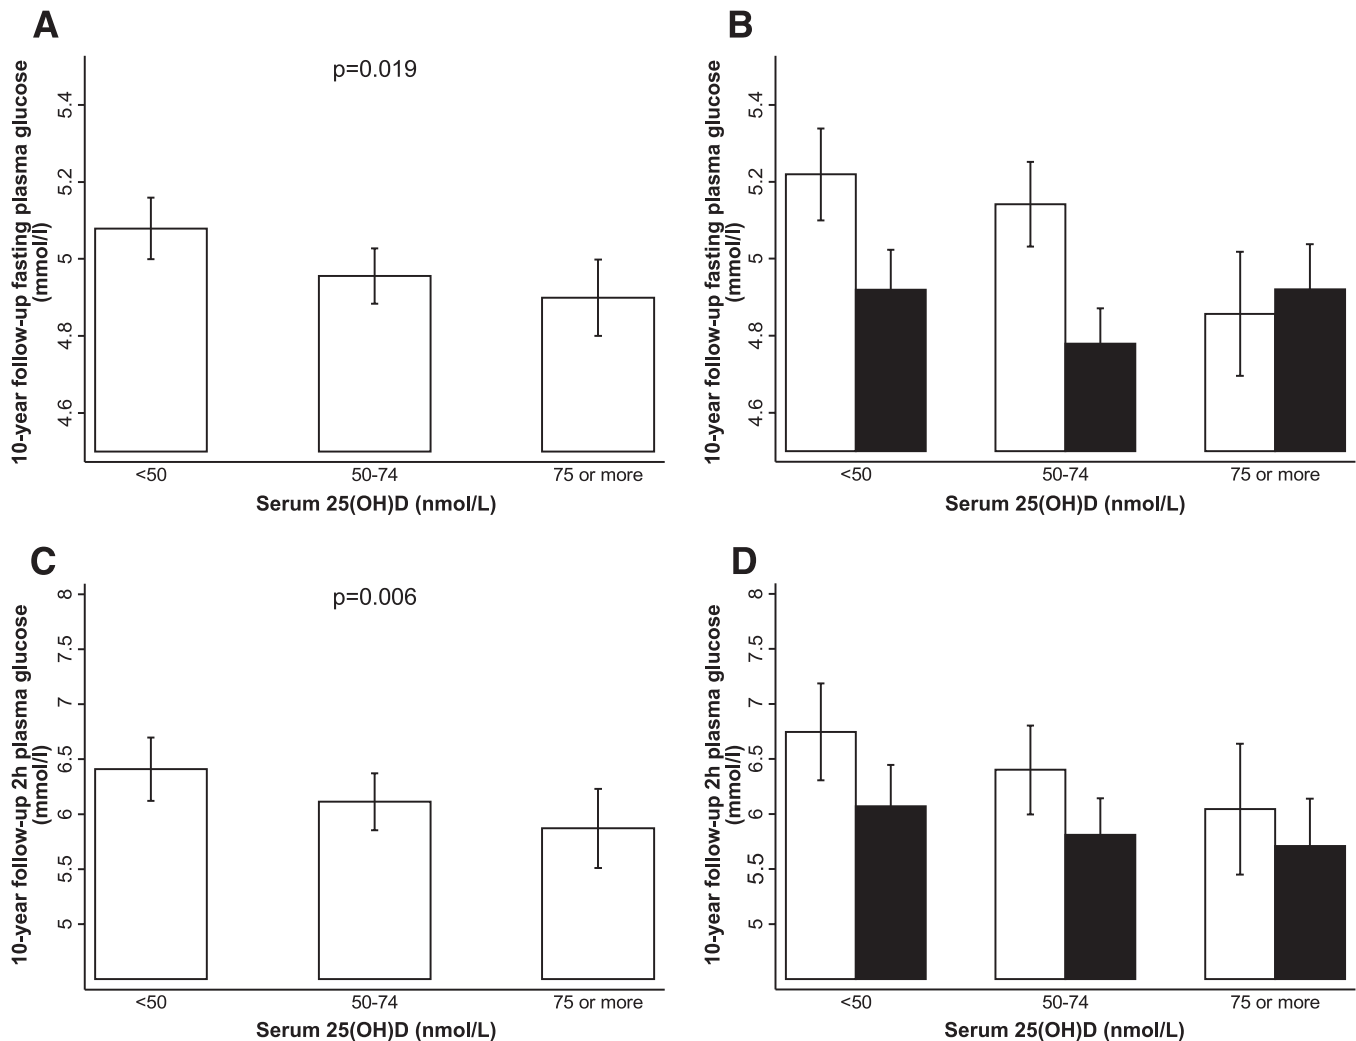 A
p=0.019
10-year follow-up fasting plasma glucose
(mmol/l)
5.4
5.2
5
4.8
4.6
<50
50-74
75 or more
Serum 25(OH)D (nmol/L)
B
10-year follow-up fasting plasma glucose
(mmol/l)
5.4
5.2
5
4.8
4.6
<50
50-74
75 or more
Serum 25(OH)D (nmol/L)
C
p=0.006
10-year follow-up 2h plasma glucose
(mmol/l)
8
7.5
7
6.5
6
5.5
5
<50
50-74
75 or more
Serum 25(OH)D (nmol/L)
D
10-year follow-up 2h plasma glucose
(mmol/l)
8
7.5
7
6.5
6
5.5
5
<50
50-74
75 or more
Serum 25(OH)D (nmol/L)